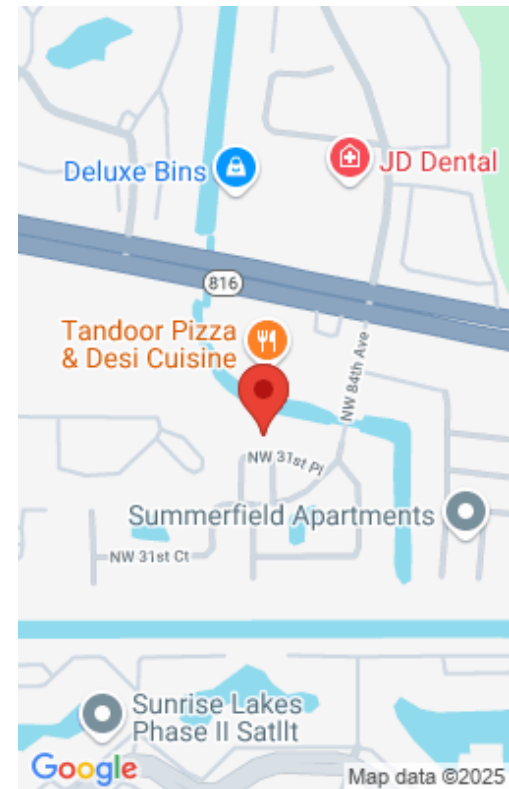 Deluxe Bins
JD Dental
816
Tandoor Pizza
& Desi Cuisine
NW 84th Ave
NW 31st Pl
Summerfield Apartments
NW 31st Ct
Sunrise Lakes
Phase II Satllt
Google
Map data ©2025